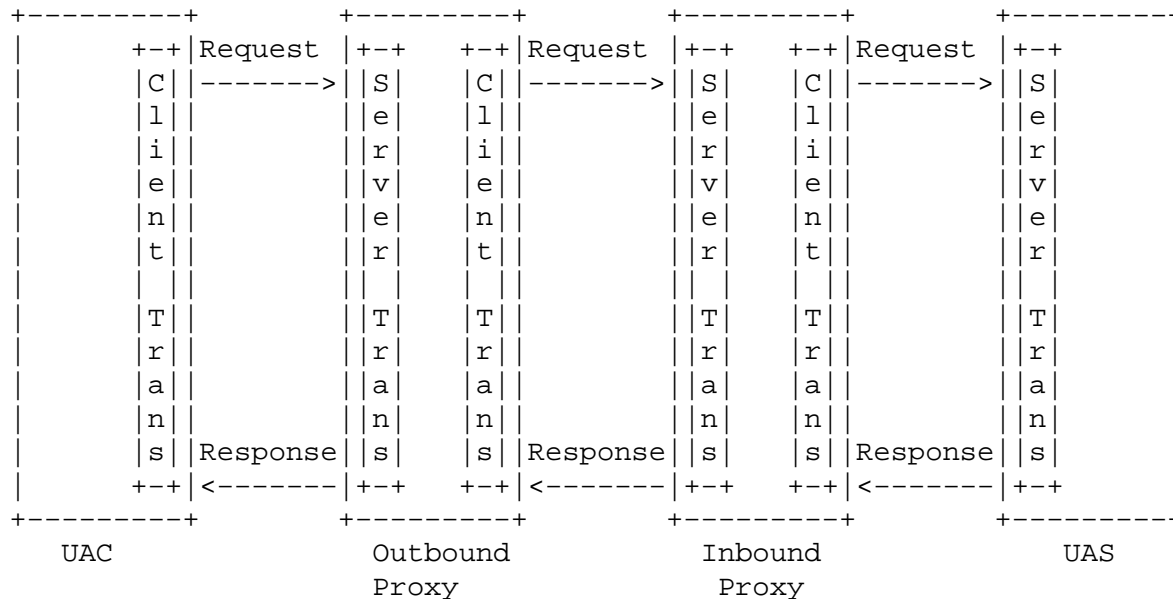 +---------+        +---------+        +---------+        +---------
|      +-+|Request |+-+   +-+|Request |+-+   +-+|Request |+-+
|      |C||------->||S|   |C||------->||S|   |C||------->||S|
|      |l||        ||e|   |l||        ||e|   |l||        ||e|
|      |i||        ||r|   |i||        ||r|   |i||        ||r|
|      |e||        ||v|   |e||        ||v|   |e||        ||v|
|      |n||        ||e|   |n||        ||e|   |n||        ||e|
|      |t||        ||r|   |t||        ||r|   |t||        ||r|
|      | ||        || |   | ||        || |   | ||        || |
|      |T||        ||T|   |T||        ||T|   |T||        ||T|
|      |r||        ||r|   |r||        ||r|   |r||        ||r|
|      |a||        ||a|   |a||        ||a|   |a||        ||a|
|      |n||        ||n|   |n||        ||n|   |n||        ||n|
|      |s||Response||s|   |s||Response||s|   |s||Response||s|
|      +-+|<-------|+-+   +-+|<-------|+-+   +-+|<-------|+-+
+---------+        +---------+        +---------+        +---------
   UAC               Outbound           Inbound              UAS
                     Proxy               Proxy